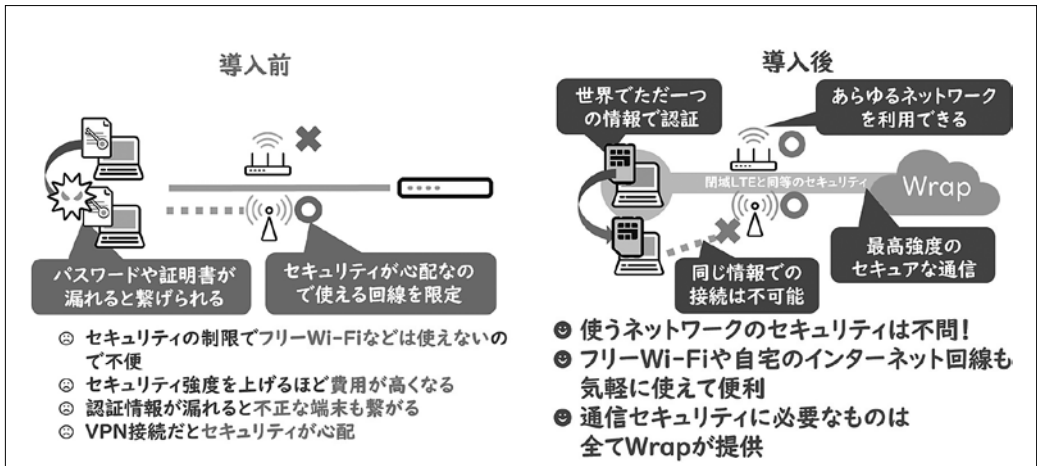 導入前
パスワードや証明書が
漏れると繋げられる
セキュリティが心配なの
で使える回線を限定
セキュリティの制限でフリーWi-Fiなどは使えないの
で不便
セキュリティ強度を上げるほど費用が高くなる
認証情報が漏れると不正な端末も繋がる
VPN接続だとセキュリティが心配
導入後
世界でただ一つ
の情報で認証
あらゆるネットワーク
を利用できる
閉域LTEと同等のセキュリティ
Wrap
同じ情報での
接続は不可能
最高強度の
セキュアな通信
使うネットワークのセキュリティは不問!
フリーWi-Fiや自宅のインターネット回線も
気軽に使えて便利
通信セキュリティに必要なものは
全てWrapが提供